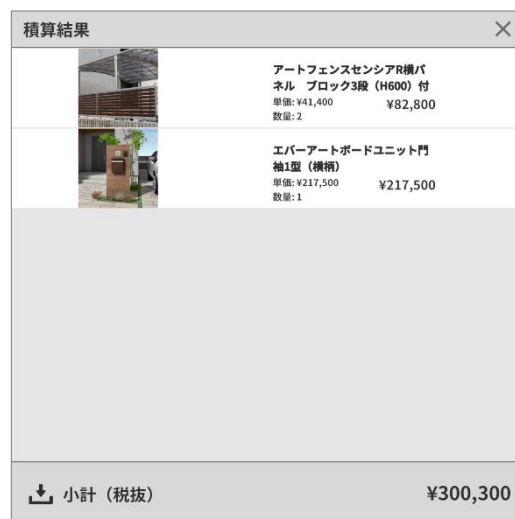 積算結果
アートフェンスセンシアR横パ
ネル　ブロック3段（H600）付
単価: ¥41,400
¥82,800
数量: 2
エバーアートボードユニット門
袖1型（横柄）
単価: ¥217,500
¥217,500
数量: 1
小計（税抜）
¥300,300